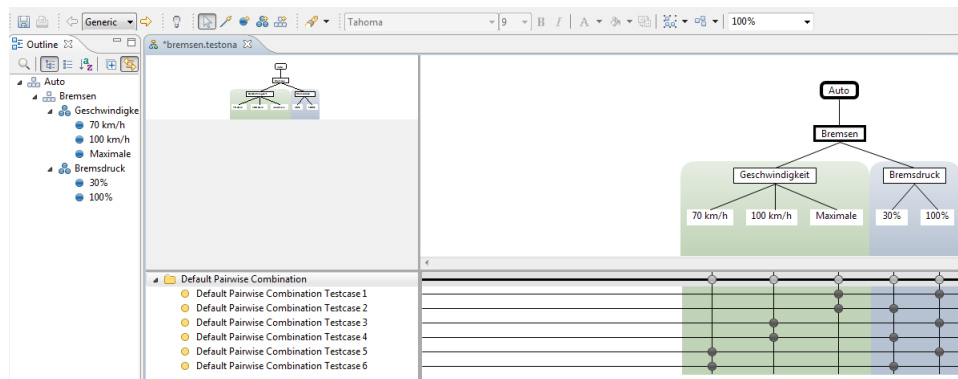 Generic
Tahoma
9
B I A
100%
Outline
*bremsen.testona
Auto
Bremsen
Geschwindigke
70 km/h
100 km/h
Maximale
Bremsdruck
30%
100%
Auto
Bremsen
Geschwindigkeit Bremsdruck
70 km/h 100 km/h Maximale 30% 100%
Default Pairwise Combination
Default Pairwise Combination Testcase 1
Default Pairwise Combination Testcase 2
Default Pairwise Combination Testcase 3
Default Pairwise Combination Testcase 4
Default Pairwise Combination Testcase 5
Default Pairwise Combination Testcase 6